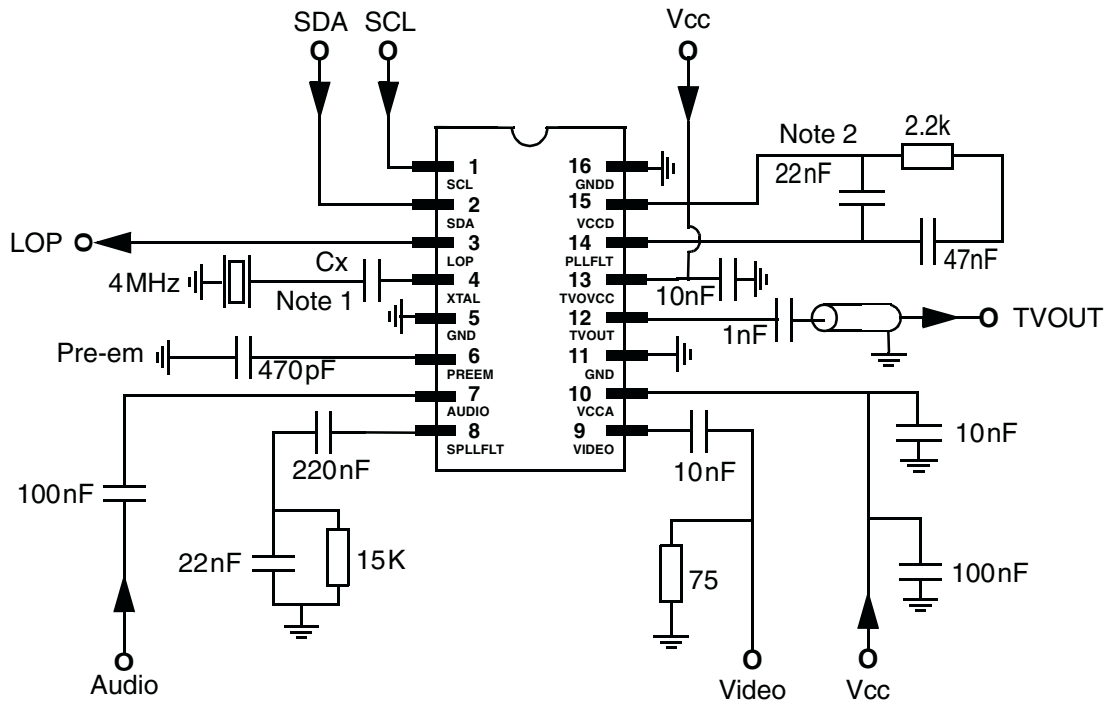 SDA SCL
Vcc
Note 2 2.2k
22nF
47nF
LOP
4MHz
Cx
Note 1
Pre-em
470pF
1 SCL
2 SDA
3 LOP
4 XTAL
5 GND
6 PREEM
7 AUDIO
8 SPLLFLT
16 GNDD
15 VCCD
14 PLLFLT
13 TVOVCC
12 TVOUT
11 GND
10 VCCA
9 VIDEO
10nF
1nF
TVOUT
10nF
10nF
220nF
100nF
22nF
15K
75
100nF
Audio
Video
Vcc